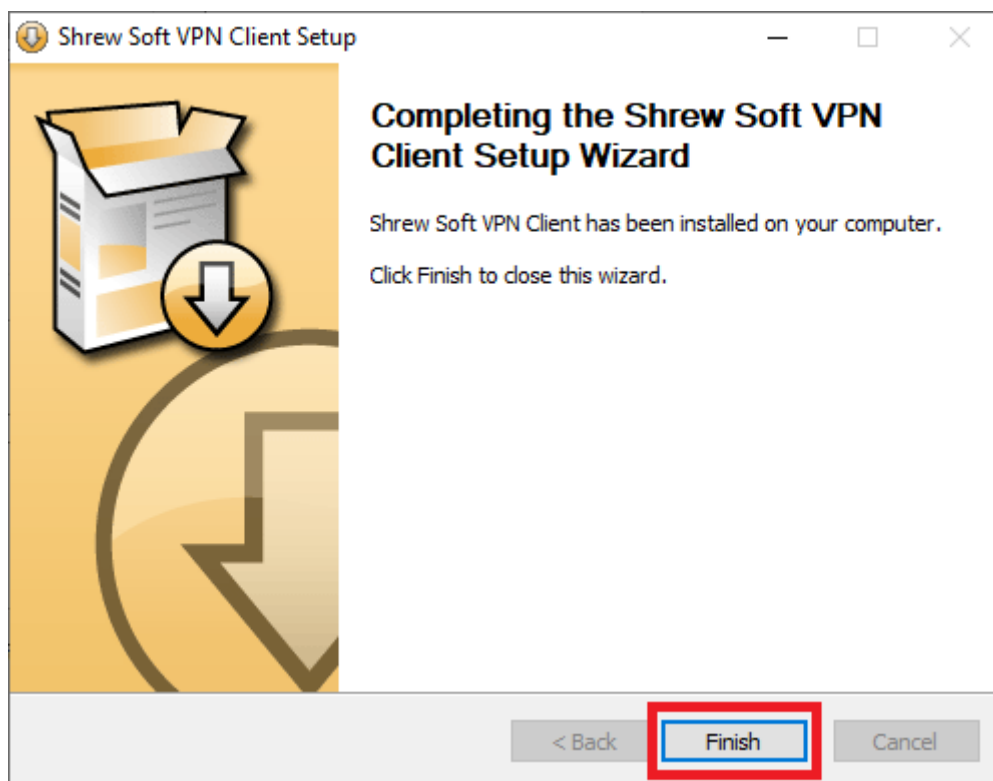 Shrew Soft VPN Client Setup
Completing the Shrew Soft VPN
Client Setup Wizard
Shrew Soft VPN Client has been installed on your computer.
Click Finish to close this wizard.
< Back Finish Cancel